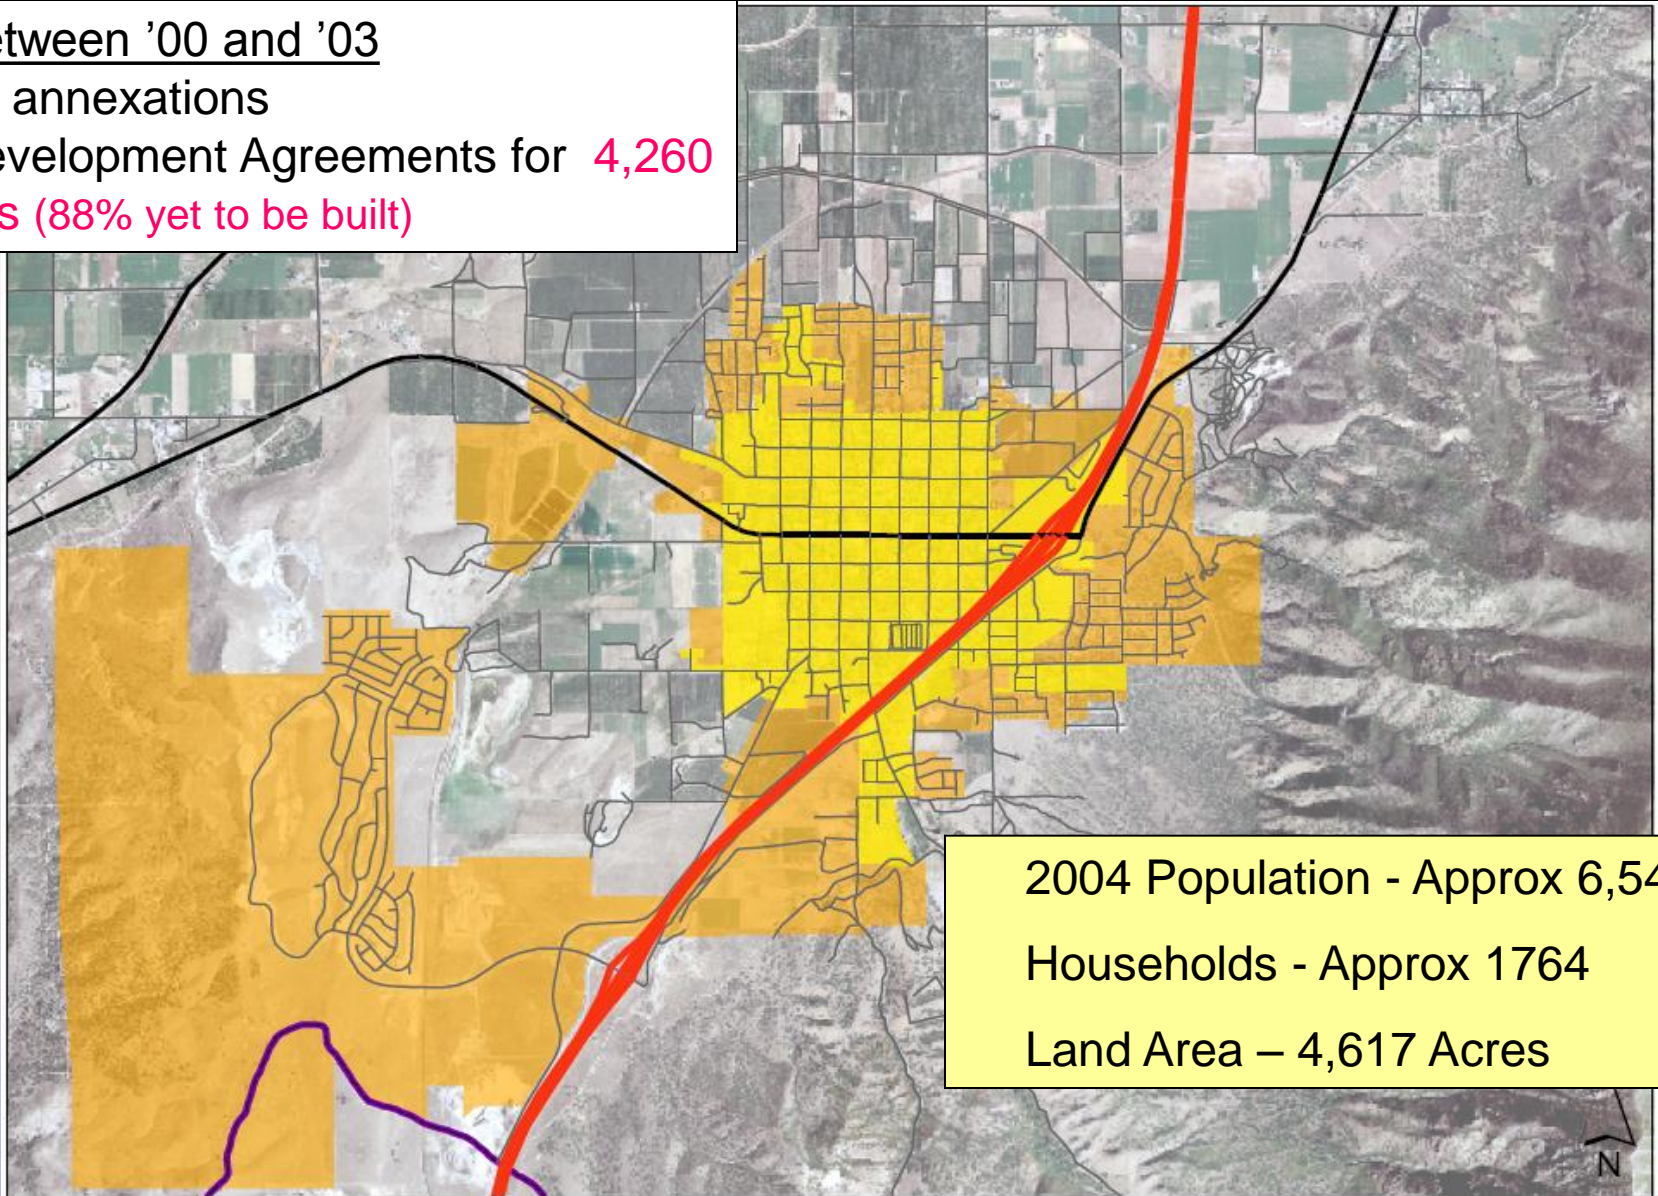 etween ’00 and ’03
annexations
evelopment Agreements for 4,260
s (88% yet to be built)
2004 Population - Approx 6,54
Households - Approx 1764
Land Area – 4,617 Acres
N